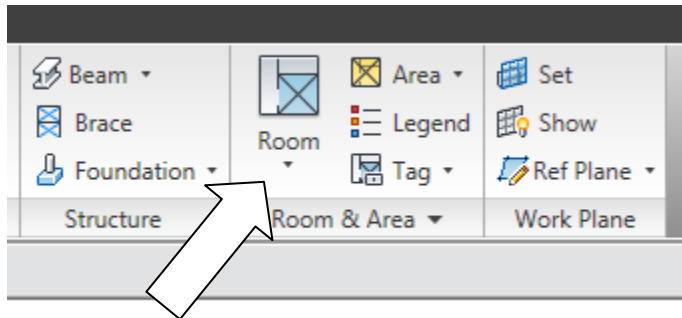 Beam
Brace
Foundation
Structure
Room
Area
Legend
Tag
Room & Area
Set
Show
Ref Plane
Work Plane